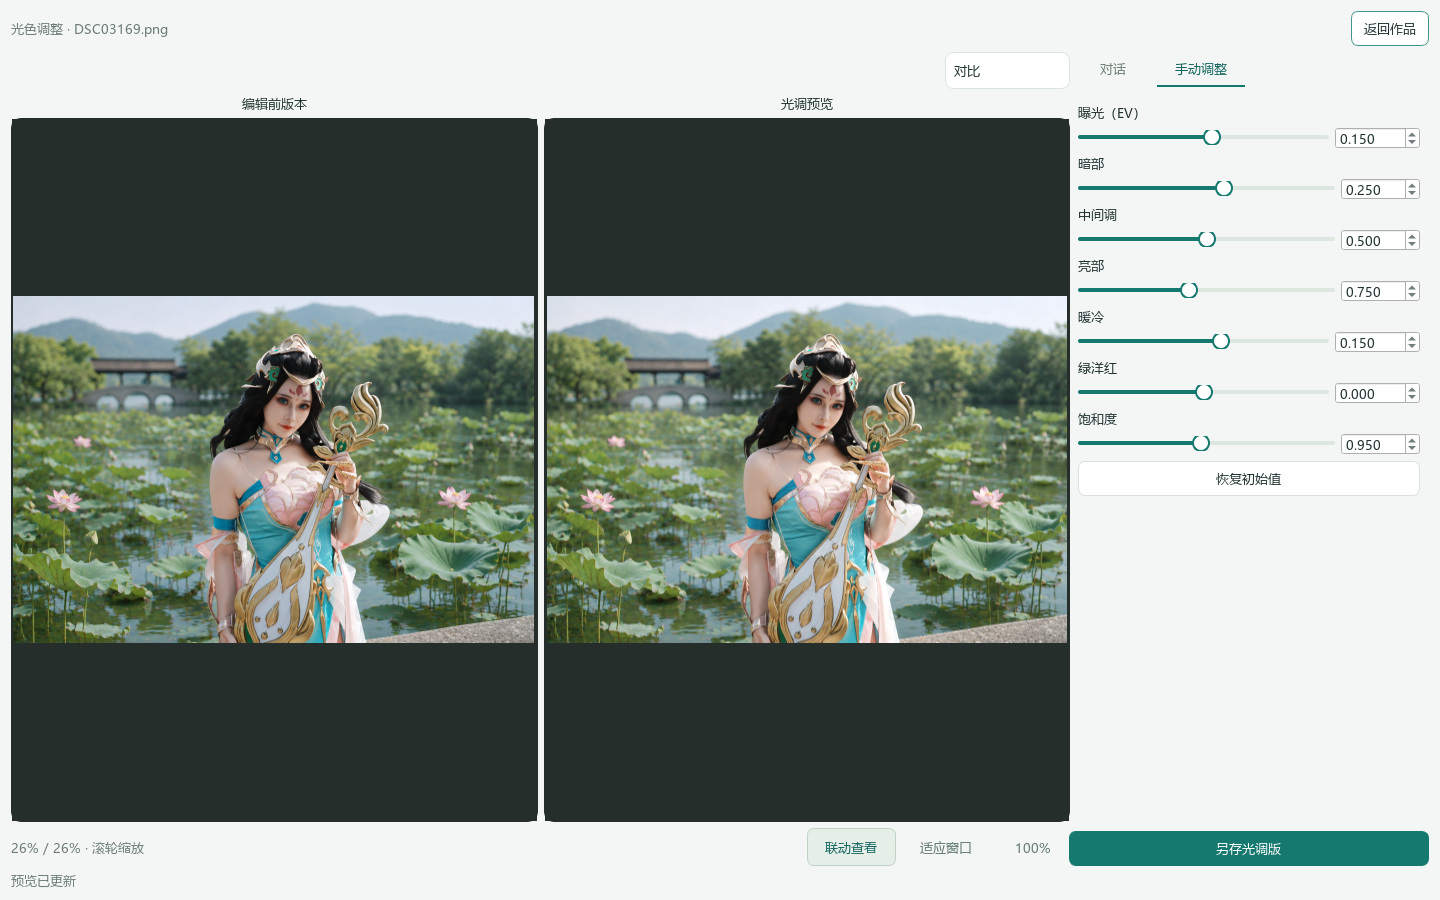 光色调整 · DSC03169.png
返回作品
对比
对话
手动调整
编辑前版本
光调预览
曝光（EV）
0.150
暗部
0.250
中间调
0.500
亮部
0.750
暖冷
0.150
绿洋红
0.000
饱和度
0.950
恢复初始值
26% / 26% · 滚轮缩放
联动查看
适应窗口
100%
另存光调版
预览已更新